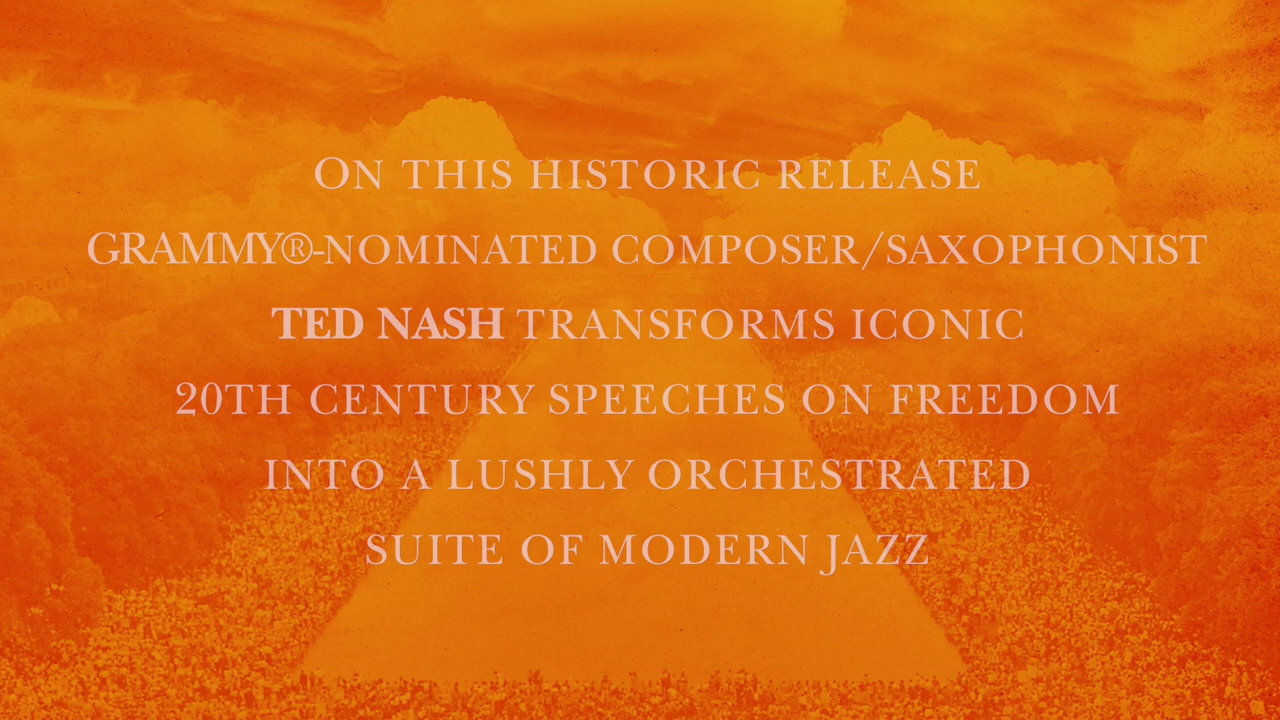 ON THIS HISTORIC RELEASE
GRAMMY®-NOMINATED COMPOSER/SAXOPHONIST
TED NASH TRANSFORMS ICONIC
20TH CENTURY SPEECHES ON FREEDOM
INTO A LUSHLY ORCHESTRATED
SUITE OF MODERN JAZZ